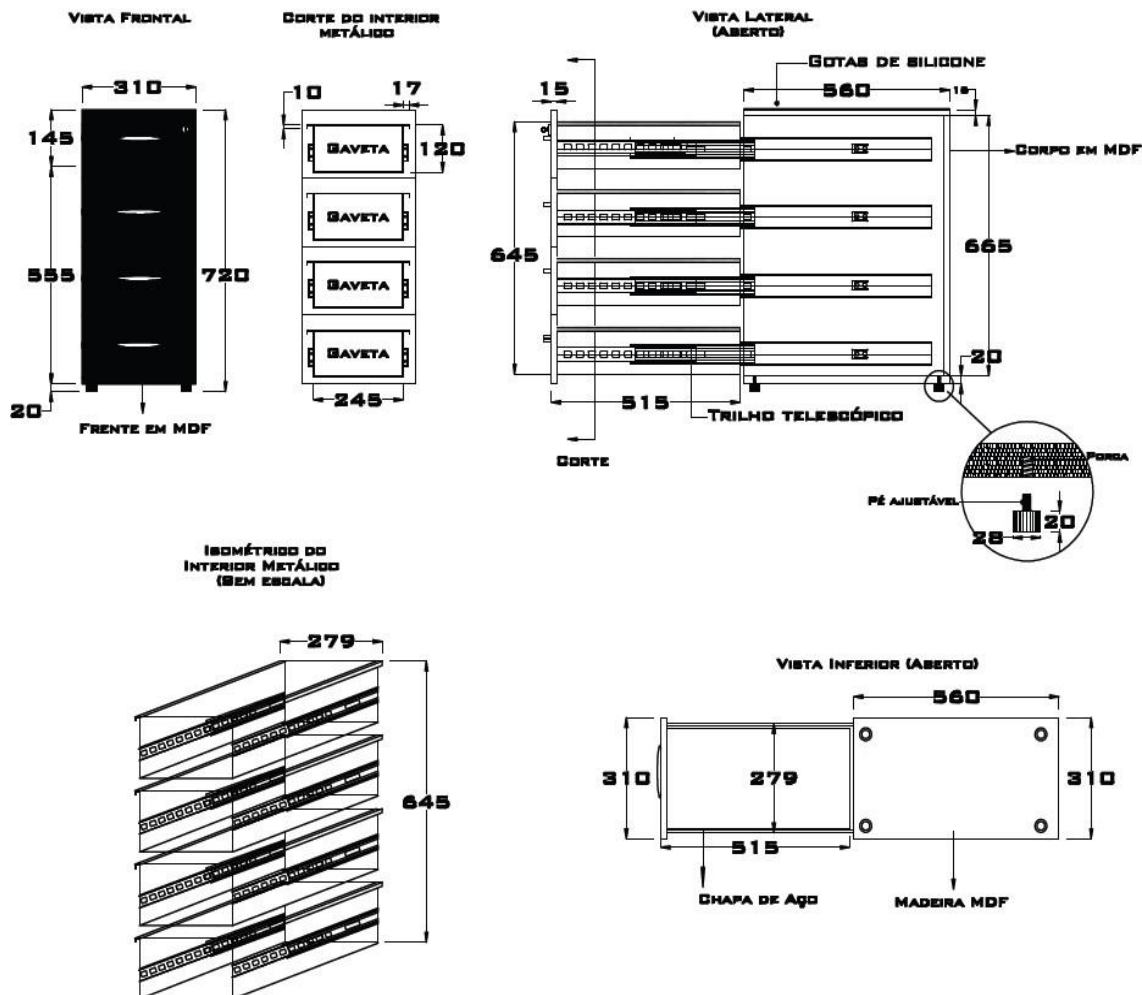 VISTA FRONTAL
CORTE DO INTERIOR
METÁLICO
VISTA LATERAL
(ABERTO)
GOTAS DE SILICONE
310
10
17
15
560
145
GAVETA
120
CORPO EM MDF
GAVETA
555
720
645
665
GAVETA
GAVETA
20
20
245
515
TRILHO TELESCÓPICO
FRENTE EM MDF
CORTE
PORCA
PÉ AJUSTÁVEL
20
28
ISOMÉTRICO DO
INTERIOR METÁLICO
(SEM ESCALA)
279
645
VISTA INFERIOR (ABERTO)
560
310
279
310
515
CHAPA DE AÇO
MADEIRA MDF